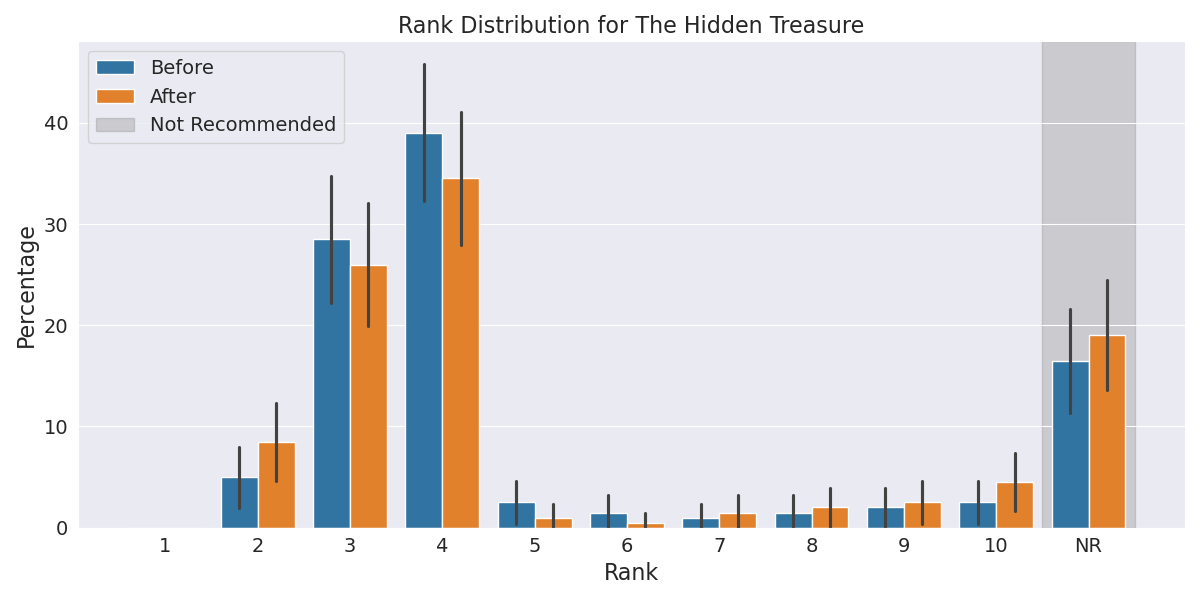 Rank Distribution for The Hidden Treasure
Before
After
Not Recommended
Percentage
40
30
20
10
0
1 2 3 4 5 6 7 8 9 10 NR
Rank